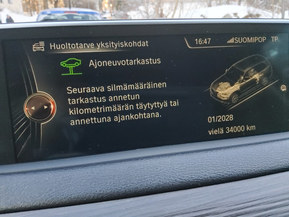 Huoltotarve yksityiskohdat
16:47
SUOMIPOP
TP
Ajoneuvotarkastus
Seuraava silmämääräinen
tarkastus annetun
kilometrimäärän täytyttyä tai
annettuna ajankohtana.
01/2028
vielä 34000 km